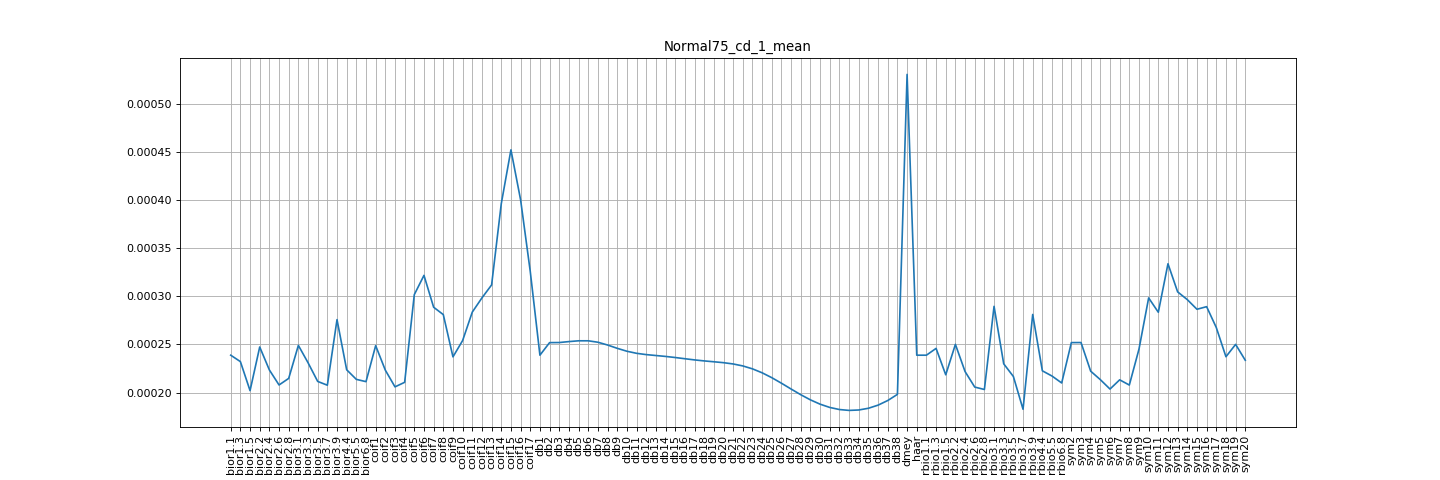 Normal75_cd_1_mean
0.00050
0.00045
0.00040
0.00035
0.00030
0.00025
0.00020
bior1.1
bior1.3
bior1.5
bior2.2
bior2.4
bior2.6
bior2.8
bior3.1
bior3.3
bior3.5
bior3.7
bior3.9
bior4.4
bior5.5
bior6.8
coif1
coif2
coif3
coif4
coif5
coif6
coif7
coif8
coif9
coif10
coif11
coif12
coif13
coif14
coif15
coif16
coif17
db1
db2
db3
db4
db5
db6
db7
db8
db9
db10
db11
db12
db13
db14
db15
db16
db17
db18
db19
db20
db21
db22
db23
db24
db25
db26
db27
db28
db29
db30
db31
db32
db33
db34
db35
db36
db37
db38
dmey
haar
rbio1.1
rbio1.3
rbio1.5
rbio2.2
rbio2.4
rbio2.6
rbio2.8
rbio3.1
rbio3.3
rbio3.5
rbio3.7
rbio3.9
rbio4.4
rbio5.5
rbio6.8
sym2
sym3
sym4
sym5
sym6
sym7
sym8
sym9
sym10
sym11
sym12
sym13
sym14
sym15
sym16
sym17
sym18
sym19
sym20